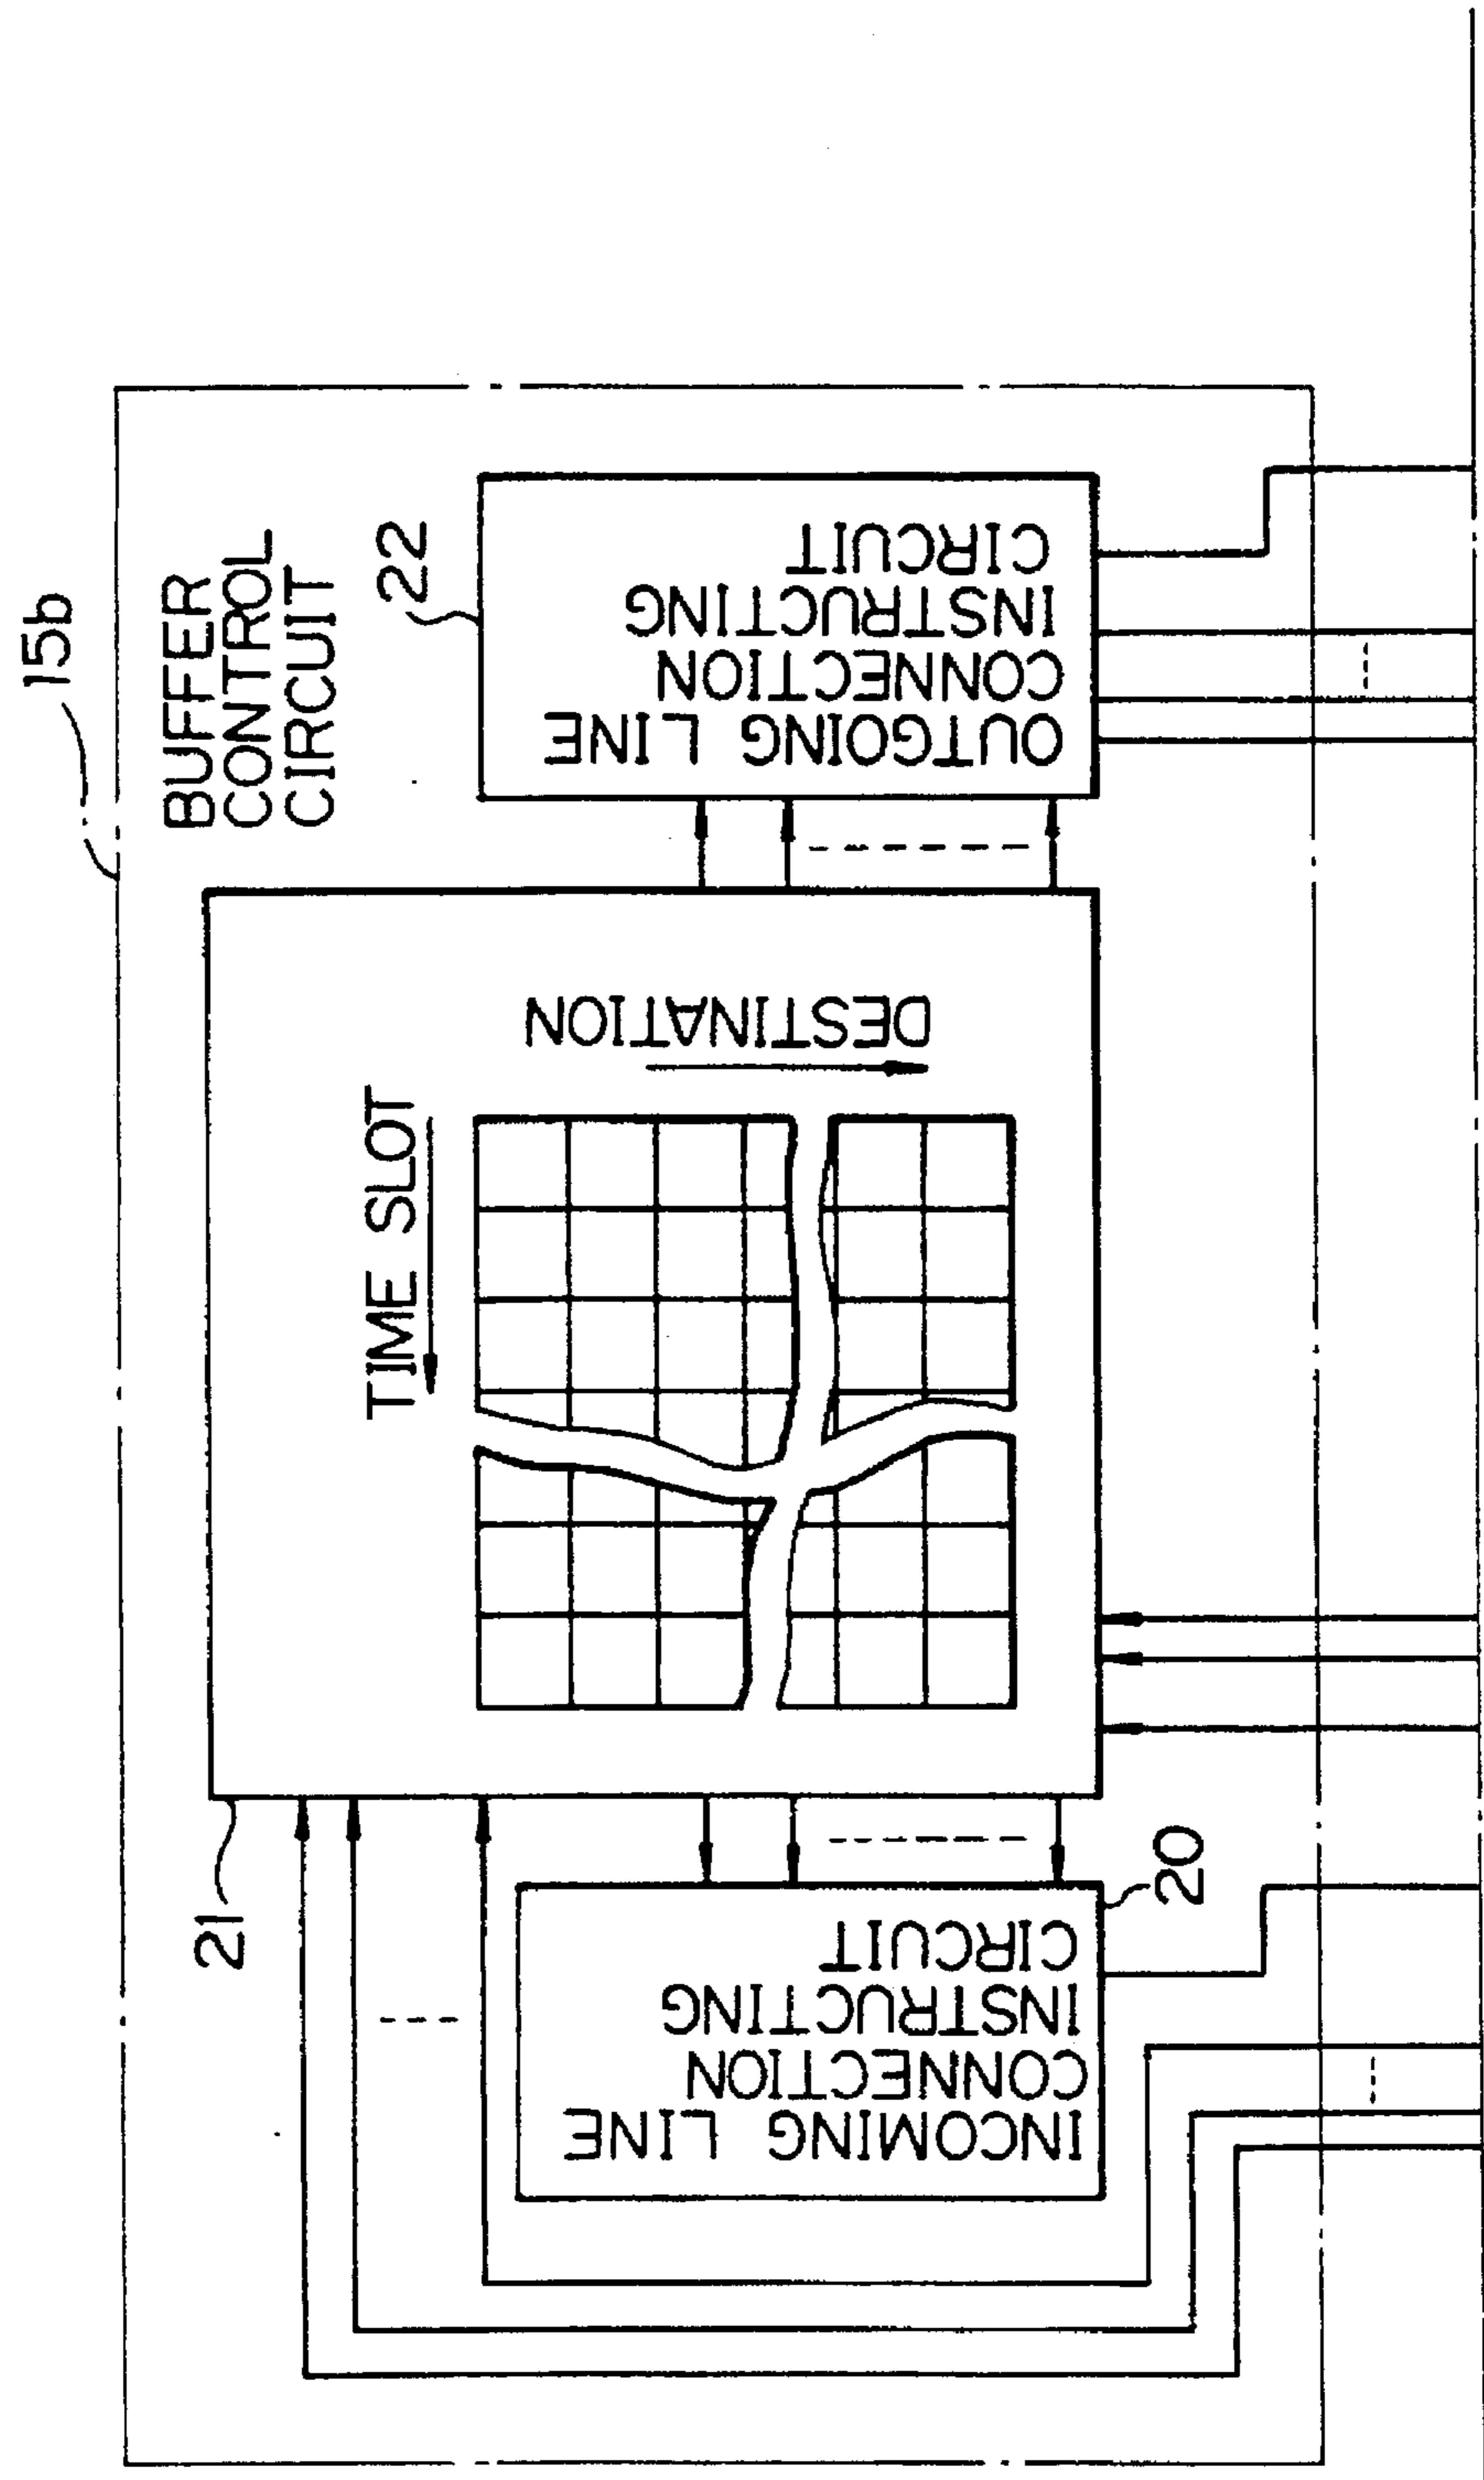 15b
BUFFER
CONTROL
CIRCUIT
21
TIME SLOT
DESTINATION
22
INCOMING LINE
CONNECTION
INSTRUCTING
CIRCUIT
20
OUTGOING LINE
CONNECTION
INSTRUCTING
CIRCUIT